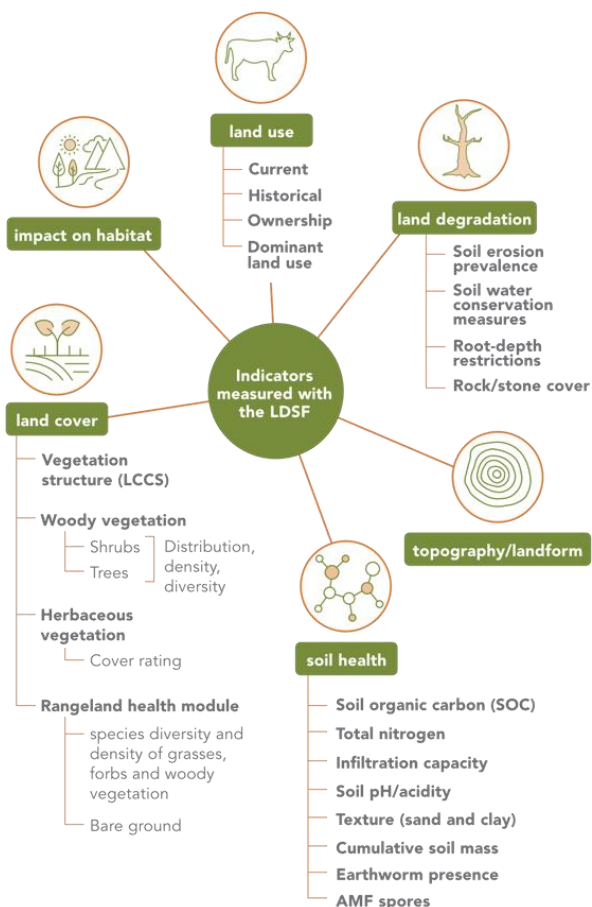 land use
Current
Historical
Ownership
Dominant
land use
land degradation
Soil erosion
prevalence
Soil water
conservation
measures
Root-depth
restrictions
Rock/stone cover
impact on habitat
Indicators
measured with
the LDSF
land cover
Vegetation
structure (LCCS)
Woody vegetation
Shrubs
Trees
Distribution,
density,
diversity
Herbaceous
vegetation
Cover rating
Rangeland health module
species diversity and
density of grasses,
forbs and woody
vegetation
Bare ground
topography/landform
soil health
Soil organic carbon (SOC)
Total nitrogen
Infiltration capacity
Soil pH/acidity
Texture (sand and clay)
Cumulative soil mass
Earthworm presence
AMF spores